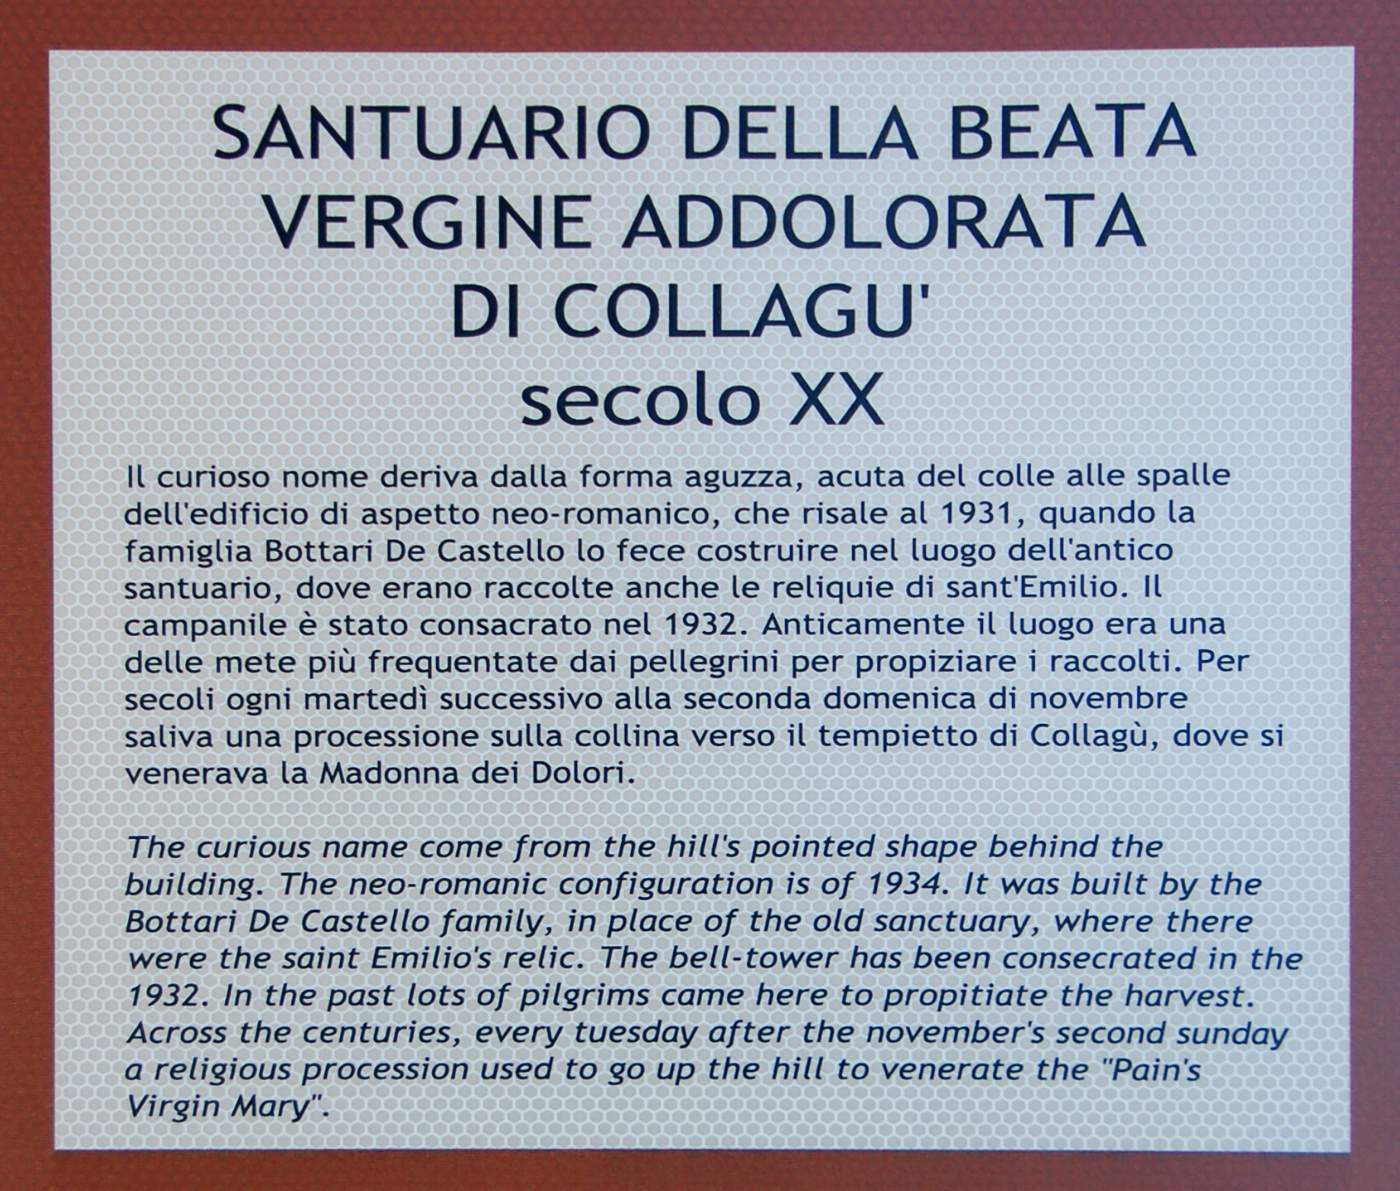 SANTUARIO DELLA BEATA
VERGINE ADDOLORATA
DI COLLAGU'
secolo XX
Il curioso nome deriva dalla forma aguzza, acuta del colle alle spalle
dell'edificio di aspetto neo-romanico, che risale al 1931, quando la
famiglia Bottari De Castello lo fece costruire nel luogo dell'antico
santuario, dove erano raccolte anche le reliquie di sant'Emilio. Il
campanile è stato consacrato nel 1932. Anticamente il luogo era una
delle mete più frequentate dai pellegrini per propiziare i raccolti. Per
secoli ogni martedì successivo alla seconda domenica di novembre
saliva una processione sulla collina verso il tempietto di Collagù, dove si
venerava la Madonna dei Dolori.
The curious name come from the hill's pointed shape behind the
building. The neo-romanic configuration is of 1934. It was built by the
Bottari De Castello family, in place of the old sanctuary, where there
were the saint Emilio's relic. The bell-tower has been consecrated in the
1932. In the past lots of pilgrims came here to propitiate the harvest.
Across the centuries, every tuesday after the november's second sunday
a religious procession used to go up the hill to venerate the "Pain's
Virgin Mary".